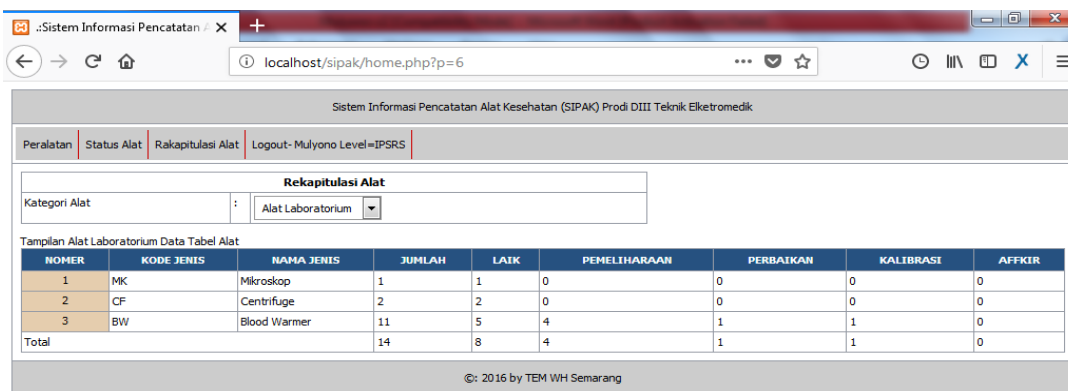 .:Sistem Informasi Pencatatan A
localhost/sipak/home.php?p=6
Sistem Informasi Pencatatan Alat Kesehatan (SIPAK) Prodi DIII Teknik Elketromedik
Peralatan Status Alat Rakapitulasi Alat Logout- Mulyono Level=IPSRS
Rekapitulasi Alat
Kategori Alat : Alat Laboratorium
Tampilan Alat Laboratorium Data Tabel Alat
NOMER KODE JENIS NAMA JENIS JUMLAH LAIK PEMELIHARAAN PERBAIKAN KALIBRASI AFFKIR
1 MK Mikroskop 1 1 0 0 0 0
2 CF Centrifuge 2 2 0 0 0 0
3 BW Blood Warmer 11 5 4 1 1 0
Total 14 8 4 1 1 0
©: 2016 by TEM WH Semarang